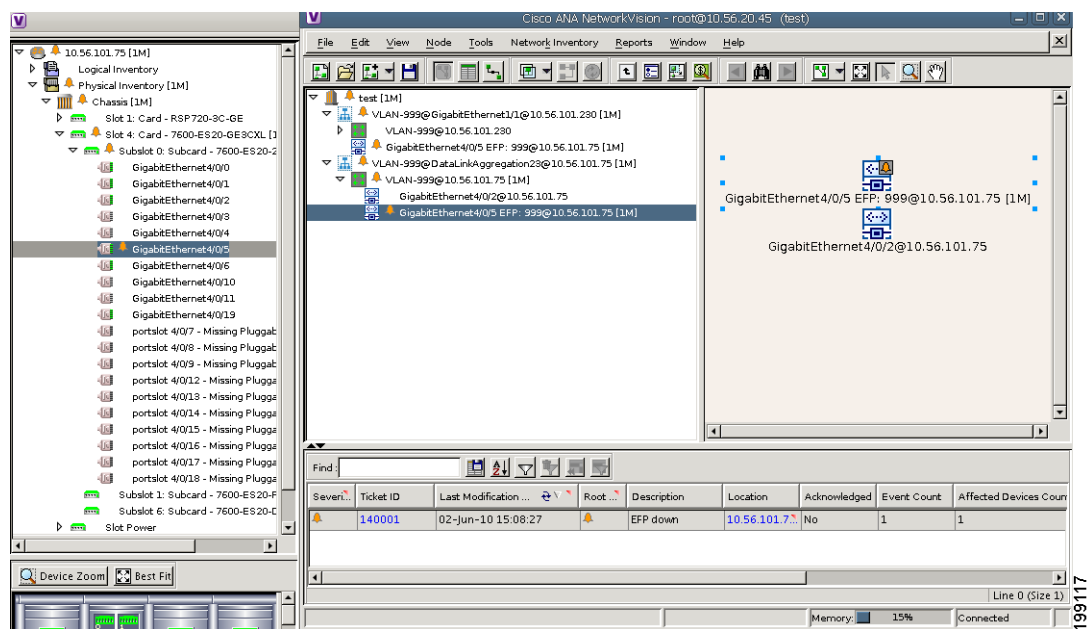 Cisco ANA NetworkVision - root@10.56.20.45 (test)
10.56.101.75 [1M]
Logical Inventory
Physical Inventory [1M]
Chassis [1M]
Slot 1: Card - RSP720-3C-GE
Slot 4: Card - 7600-ES20-GE3CXL [1
Subslot 0: Subcard - 7600-ES20-2
GigabitEthernet4/0/0
GigabitEthernet4/0/1
GigabitEthernet4/0/2
GigabitEthernet4/0/3
GigabitEthernet4/0/4
GigabitEthernet4/0/5
GigabitEthernet4/0/6
GigabitEthernet4/0/10
GigabitEthernet4/0/11
GigabitEthernet4/0/19
portslot 4/0/7 - Missing Pluggab
portslot 4/0/8 - Missing Pluggab
portslot 4/0/9 - Missing Pluggab
portslot 4/0/12 - Missing Plugga
portslot 4/0/13 - Missing Plugga
portslot 4/0/14 - Missing Plugga
portslot 4/0/15 - Missing Plugga
portslot 4/0/16 - Missing Plugga
portslot 4/0/17 - Missing Plugga
portslot 4/0/18 - Missing Plugga
Subslot 1: Subcard - 7600-ES20-F
Subslot 6: Subcard - 7600-ES20-D
Slot Power
Device Zoom Best Fit
File Edit View Node Tools Network Inventory Reports Window Help
test [1M]
VLAN-999@GigabitEthernet1/1@10.56.101.230 [1M]
VLAN-999@10.56.101.230
GigabitEthernet4/0/5 EFP: 999@10.56.101.75 [1M]
VLAN-999@DataLinkAggregation23@10.56.101.75 [1M]
VLAN-999@10.56.101.75 [1M]
GigabitEthernet4/0/2@10.56.101.75
GigabitEthernet4/0/5 EFP: 999@10.56.101.75 [1M]
GigabitEthernet4/0/5 EFP: 999@10.56.101.75 [1M]
GigabitEthernet4/0/2@10.56.101.75
Find :
Severi... Ticket ID Last Modification ... Root ... Description Location Acknowledged Event Count Affected Devices Coun
140001 02-Jun-10 15:08:27 EFP down 10.56.101.7... No 1 1
Line 0 (Size 1)
Memory: 15% Connected
199117